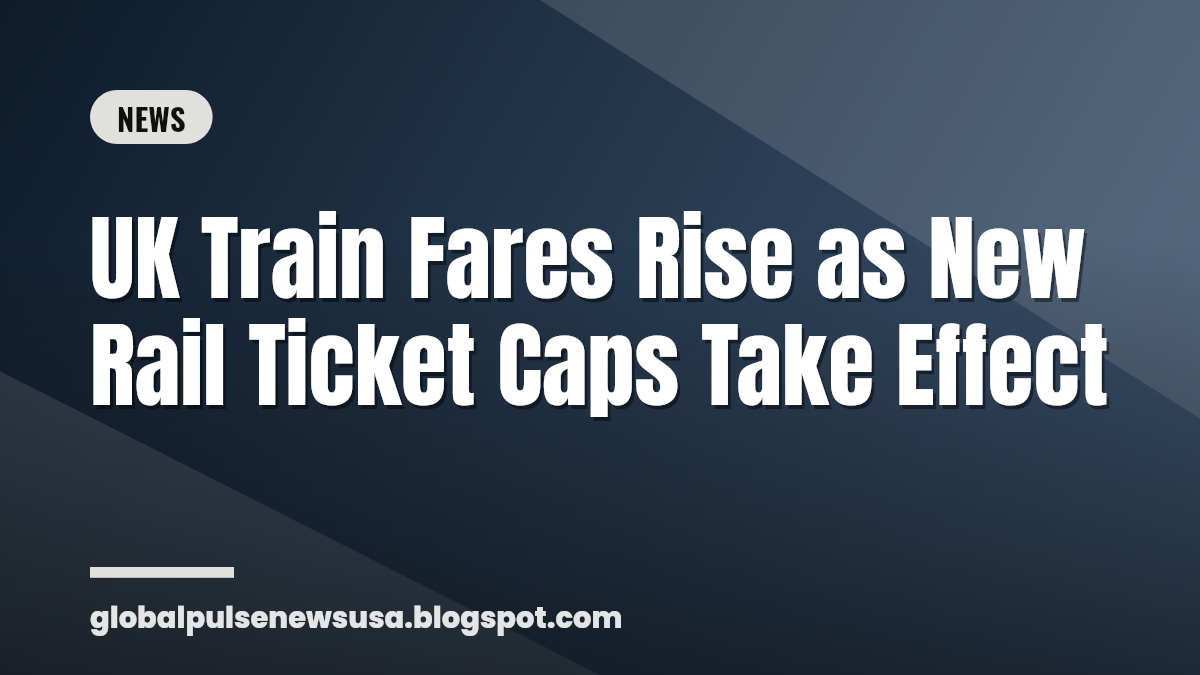 NEWS
UK Train Fares Rise as New
Rail Ticket Caps Take Effect
globalpulsenewsusa.blogspot.com